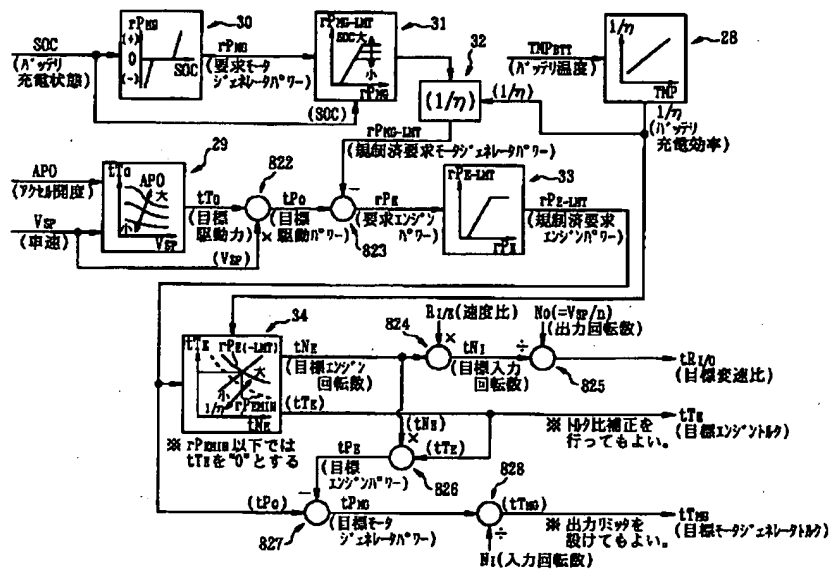 SOC
(バッテリ
充電状態)
30
rPMG
(+)
0
(-)
SOC
rPMG
(要求モータ
ジェネレータパワー)
(SOC)
31
rPMG-LMT
SOC大
小
rPMG
32
(1/η)
TMPBTT
(バッテリ温度)
(1/η)
28
1/η
TMP
1/η
(バッテリ
充電効率)
rPMG-LMT
(規制済要求モータジェネレータパワー)
APO
(アクセル開度)
VSP
(車速)
29
tTO
APO
大
小
VSP
tTO
(目標
駆動力)
(VSP)
822
×
tPO
(目標
駆動パワー)
-
823
rPE
(要求エンジン
パワー)
33
rPE-LMT
rPE
rPE-LMT
(規制済要求
エンジンパワー)
34
tTE
rPE(-LMT)
大
小
1/η
rPEMIN
tNE
※ rPEMIN 以下では
tTEを"0"とする
tNE
(目標エンジン
回転数)
(tTE)
RI/E(速度比)
824
×
tNI
(目標入力
回転数)
NO(=VSP/n)
(出力回転数)
÷
825
tRI/O
(目標変速比)
(tNE)
×
(tTE)
826
tPE
(目標
エンジンパワー)
※ トルク比補正を
行ってもよい。
tTE
(目標エンジントルク)
(tPO)
-
827
tPMG
(目標モータ
ジェネレータパワー)
828
÷
NI(入力回転数)
(tTMG)
※ 出力リミッタを
設けてもよい。
tTMG
(目標モータジェネレータトルク)